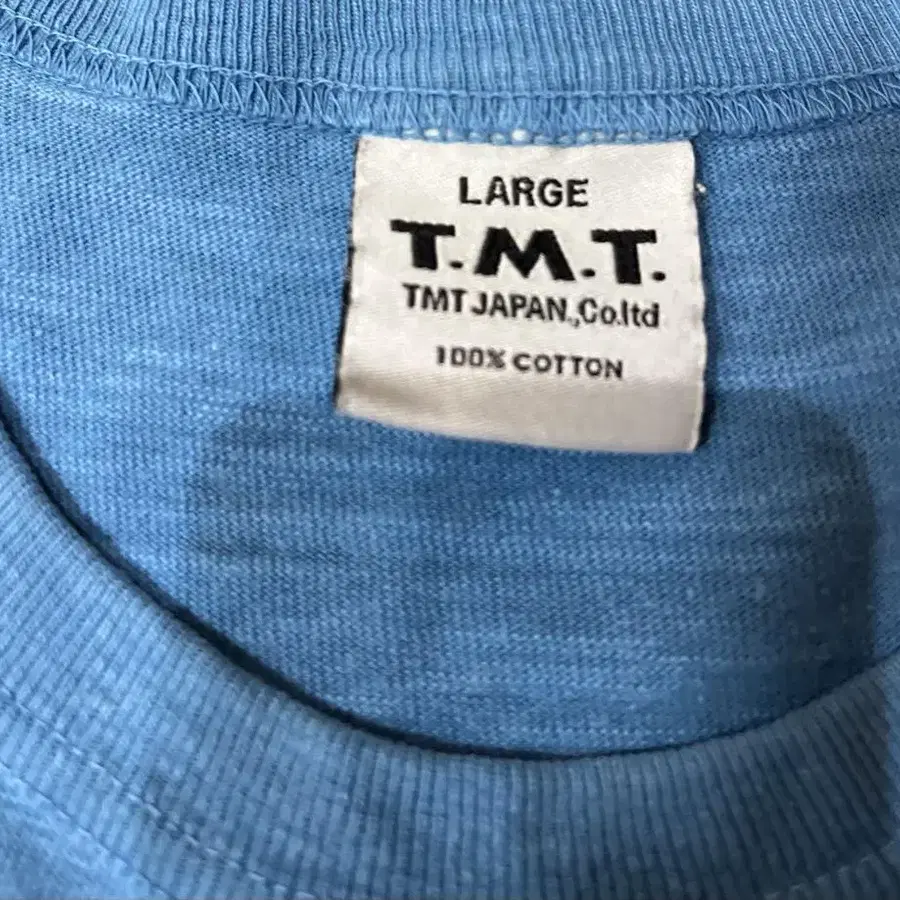 LARGE
T.M.T.
TMT JAPAN.,Co.ltd
100% COTTON